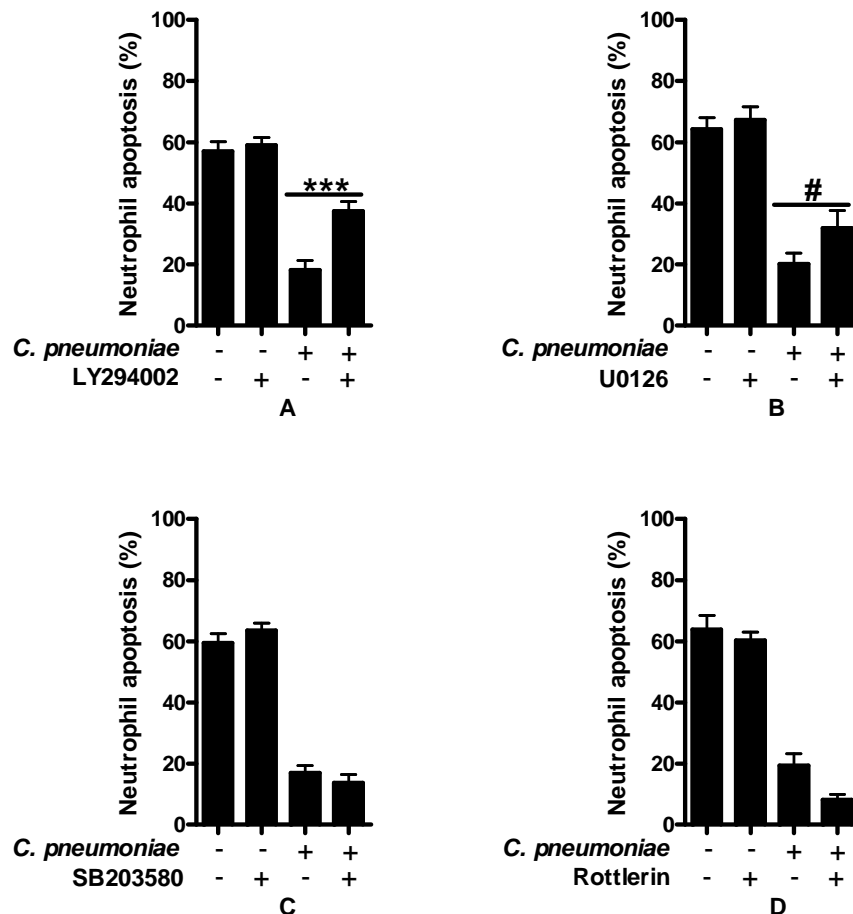 Neutrophil apoptosis (%)
100
80
60
40
20
0
***
C. pneumoniae - - + +
LY294002 - + - +
A
Neutrophil apoptosis (%)
100
80
60
40
20
0
#
C. pneumoniae - - + +
U0126 - + - +
B
Neutrophil apoptosis (%)
100
80
60
40
20
0
C. pneumoniae - - + +
SB203580 - + - +
C
Neutrophil apoptosis (%)
100
80
60
40
20
0
C. pneumoniae - - + +
Rottlerin - + - +
D